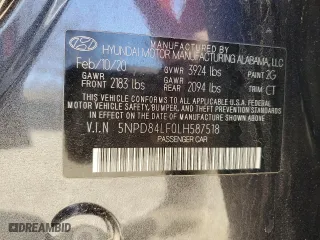 MANUFACTURED BY
HYUNDAI MOTOR MANUFACTURING ALABAMA, LLC
Feb/10/20 GVWR 3924 lbs PAINT 2G
GAWR FRONT 2183 lbs GAWR REAR 2094 lbs TRIM CT
THIS VEHICLE CONFORMS TO ALL APPLICABLE U.S. FEDERAL MOTOR VEHICLE SAFETY, BUMPER, AND THEFT PREVENTION STANDARDS IN EFFECT ON THE DATE OF MANUFACTURE SHOWN ABOVE.
V.I.N 5NPD84LF0LH587518
PASSENGER CAR